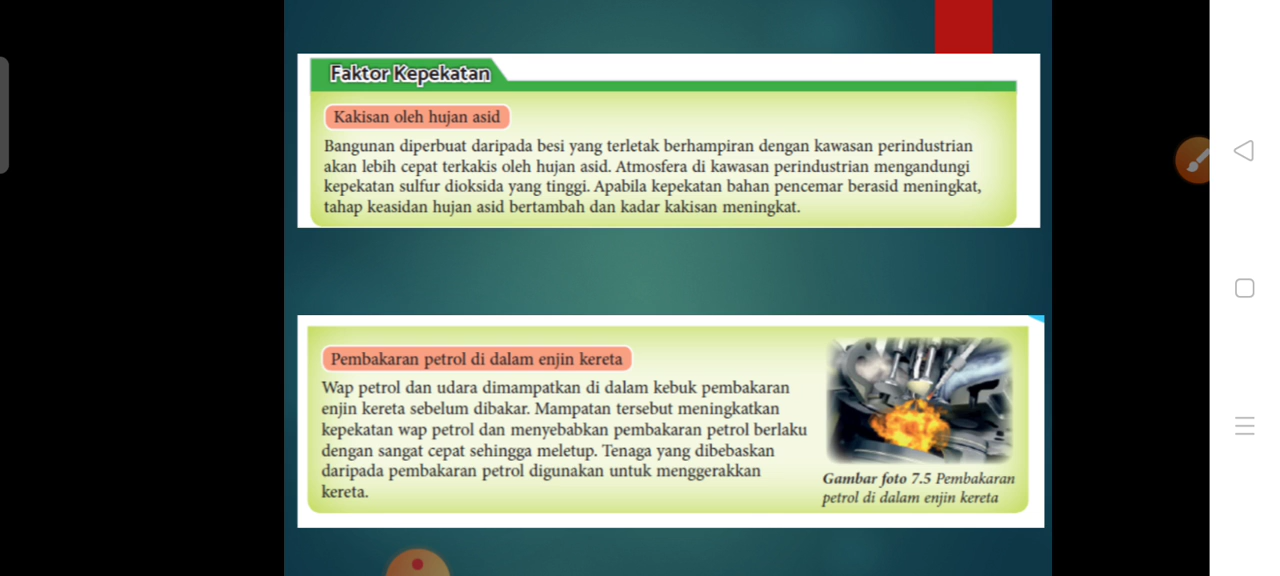 Faktor Kepekatan
Kakisan oleh hujan asid
Bangunan diperbuat daripada besi yang terletak berhampiran dengan kawasan perindustrian
akan lebih cepat terkakis oleh hujan asid. Atmosfera di kawasan perindustrian mengandungi
kepekatan sulfur dioksida yang tinggi. Apabila kepekatan bahan pencemar berasid meningkat,
tahap keasidan hujan asid bertambah dan kadar kakisan meningkat.
Pembakaran petrol di dalam enjin kereta
Wap petrol dan udara dimampatkan di dalam kebuk pembakaran
enjin kereta sebelum dibakar. Mampatan tersebut meningkatkan
kepekatan wap petrol dan menyebabkan pembakaran petrol berlaku
dengan sangat cepat sehingga meletup. Tenaga yang dibebaskan
daripada pembakaran petrol digunakan untuk menggerakkan
kereta.
Gambar foto 7.5 Pembakaran
petrol di dalam enjin kereta